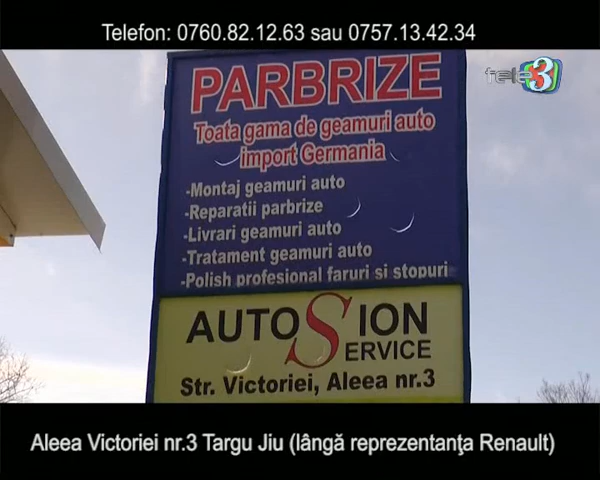 Telefon: 0760.82.12.63 sau 0757.13.42.34
tele3
PARBRIZE
Toata gama de geamuri auto
import Germania
-Montaj geamuri auto
-Reparatii parbrize
-Livrari geamuri auto
-Tratament geamuri auto
-Polish profesional faruri si stopuri
AUTO SION
SERVICE
Str. Victoriei, Aleea nr.3
Aleea Victoriei nr.3 Targu Jiu (lângă reprezentanţa Renault)